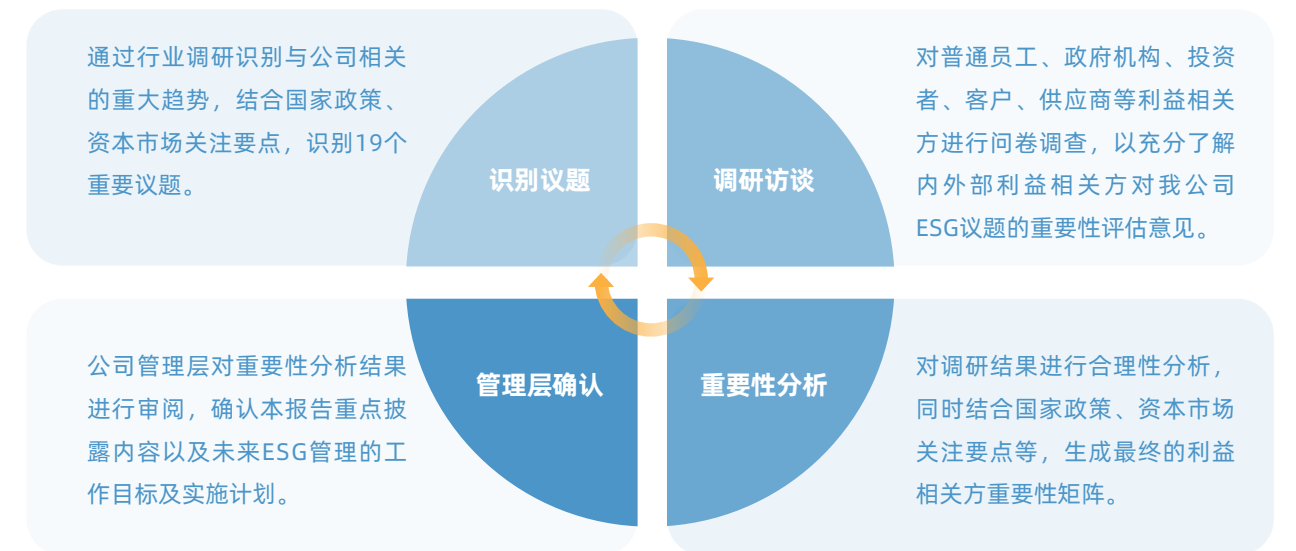 通过行业调研识别与公司相关
的重大趋势，结合国家政策、
资本市场关注要点，识别19个
重要议题。
识别议题
调研访谈
对普通员工、政府机构、投资
者、客户、供应商等利益相关
方进行问卷调查，以充分了解
内外部利益相关方对我公司
ESG议题的重要性评估意见。
公司管理层对重要性分析结果
进行审阅，确认本报告重点披
露内容以及未来ESG管理的工
作目标及实施计划。
管理层确认
重要性分析
对调研结果进行合理性分析，
同时结合国家政策、资本市场
关注要点等，生成最终的利益
相关方重要性矩阵。